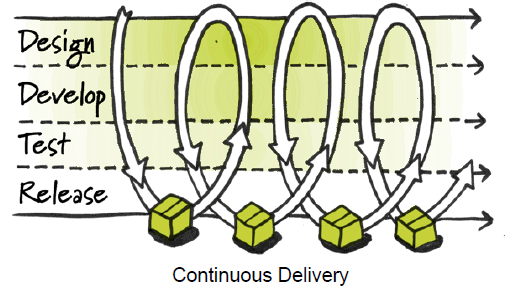 Design
Develop
Test
Release
Continuous Delivery